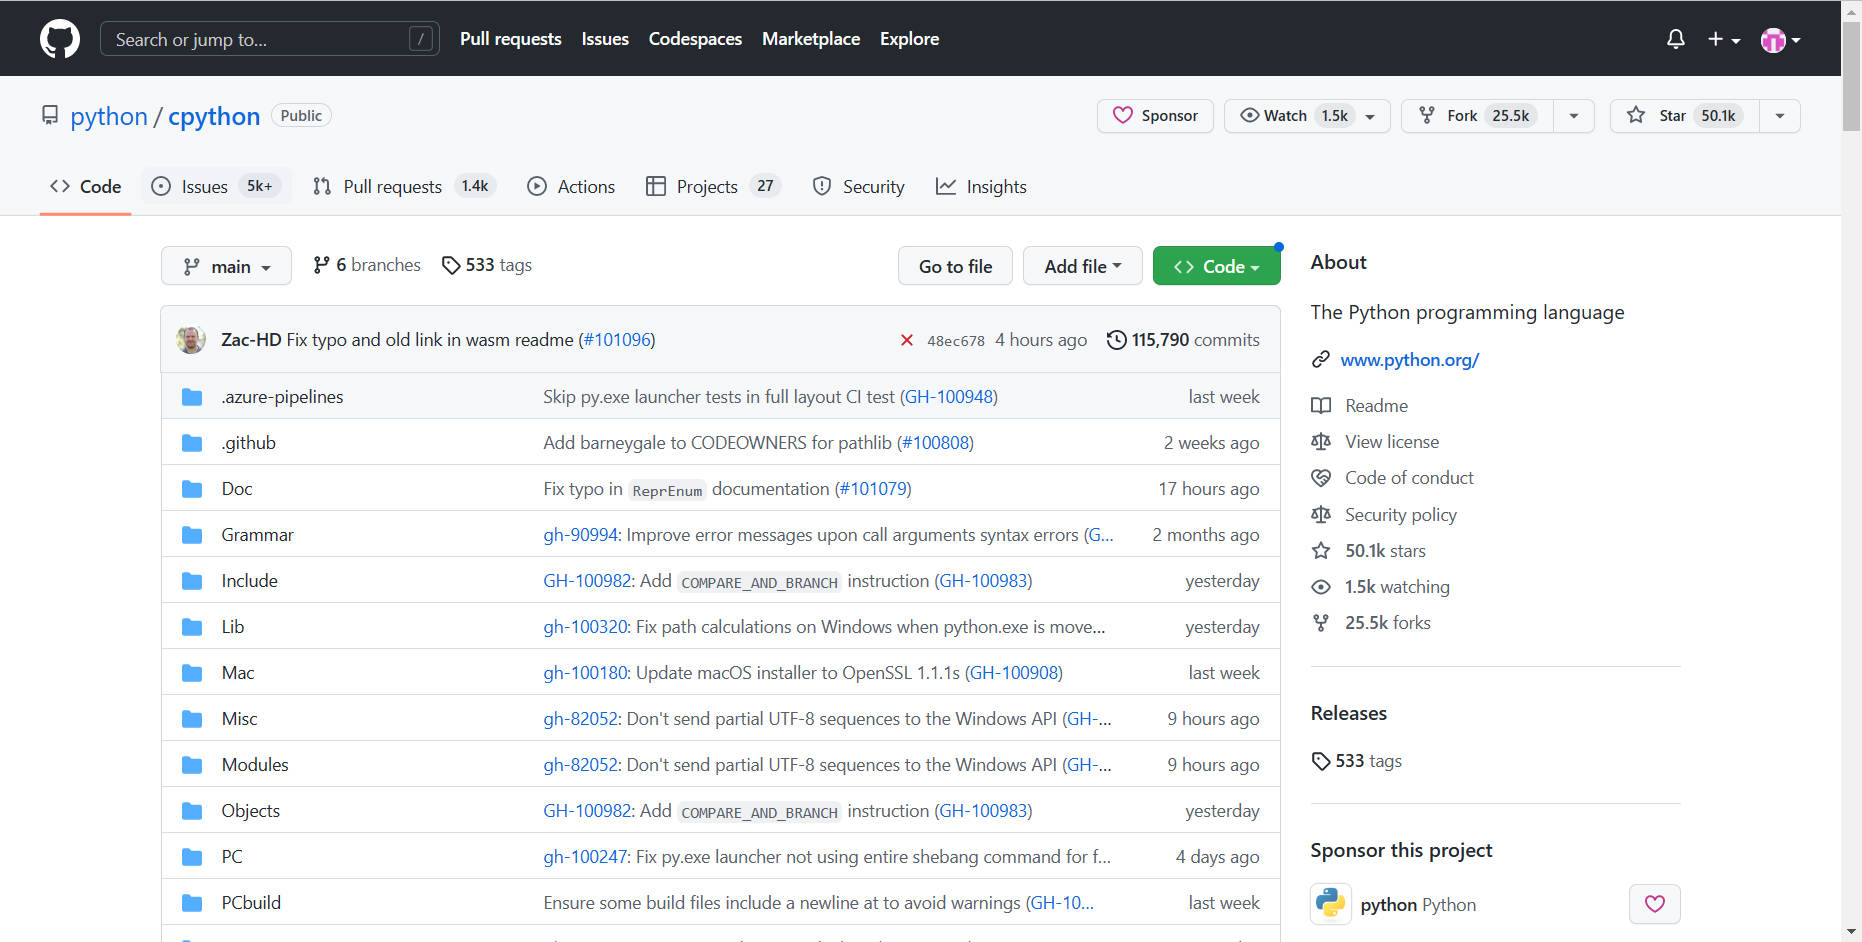 Search or jump to... / Pull requests Issues Codespaces Marketplace Explore
python / cpython Public Sponsor Watch 1.5k Fork 25.5k Star 50.1k
Code Issues 5k+ Pull requests 1.4k Actions Projects 27 Security Insights
main 6 branches 533 tags Go to file Add file Code
Zac-HD Fix typo and old link in wasm readme (#101096) 48ec678 4 hours ago 115,790 commits
.azure-pipelines Skip py.exe launcher tests in full layout CI test (GH-100948) last week
.github Add barneygale to CODEOWNERS for pathlib (#100808) 2 weeks ago
Doc Fix typo in ReprEnum documentation (#101079) 17 hours ago
Grammar gh-90994: Improve error messages upon call arguments syntax errors (G... 2 months ago
Include GH-100982: Add COMPARE_AND_BRANCH instruction (GH-100983) yesterday
Lib gh-100320: Fix path calculations on Windows when python.exe is move... yesterday
Mac gh-100180: Update macOS installer to OpenSSL 1.1.1s (GH-100908) last week
Misc gh-82052: Don't send partial UTF-8 sequences to the Windows API (GH-... 9 hours ago
Modules gh-82052: Don't send partial UTF-8 sequences to the Windows API (GH-... 9 hours ago
Objects GH-100982: Add COMPARE_AND_BRANCH instruction (GH-100983) yesterday
PC gh-100247: Fix py.exe launcher not using entire shebang command for f... 4 days ago
PCbuild Ensure some build files include a newline at to avoid warnings (GH-10... last week
About
The Python programming language
www.python.org/
Readme
View license
Code of conduct
Security policy
50.1k stars
1.5k watching
25.5k forks
Releases
533 tags
Sponsor this project
python Python